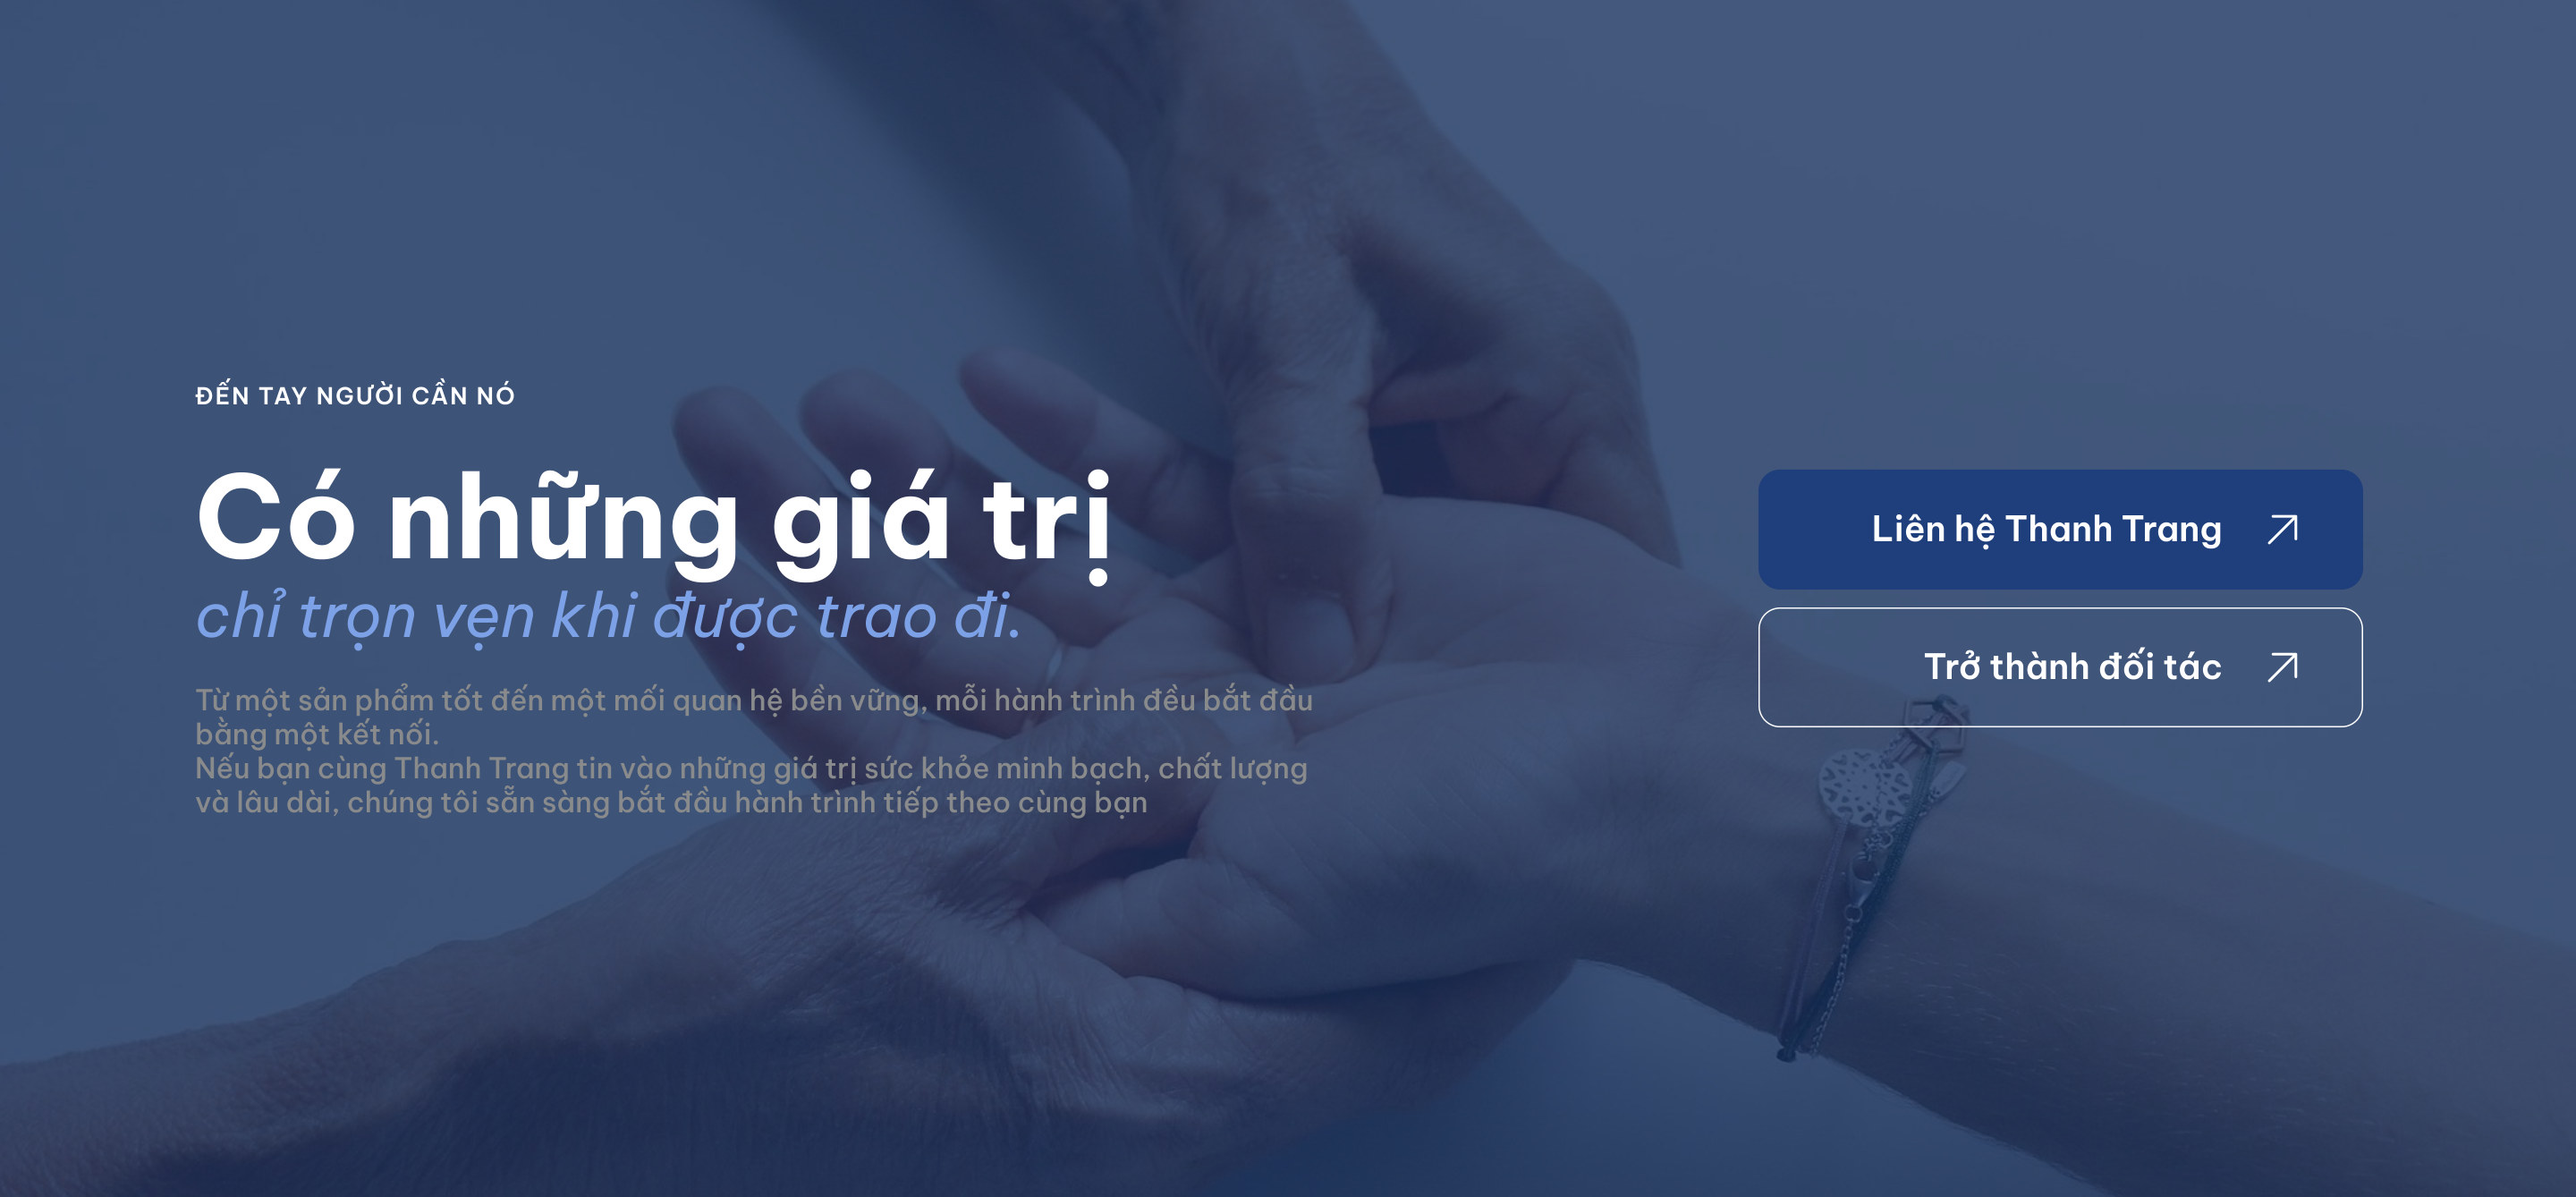 ĐẾN TAY NGƯỜI CẦN NÓ
Có những giá trị
chỉ trọn vẹn khi được trao đi.
Từ một sản phẩm tốt đến một mối quan hệ bền vững, mỗi hành trình đều bắt đầu
bằng một kết nối.
Nếu bạn cùng Thanh Trang tin vào những giá trị sức khỏe minh bạch, chất lượng
và lâu dài, chúng tôi sẵn sàng bắt đầu hành trình tiếp theo cùng bạn
Liên hệ Thanh Trang
Trở thành đối tác